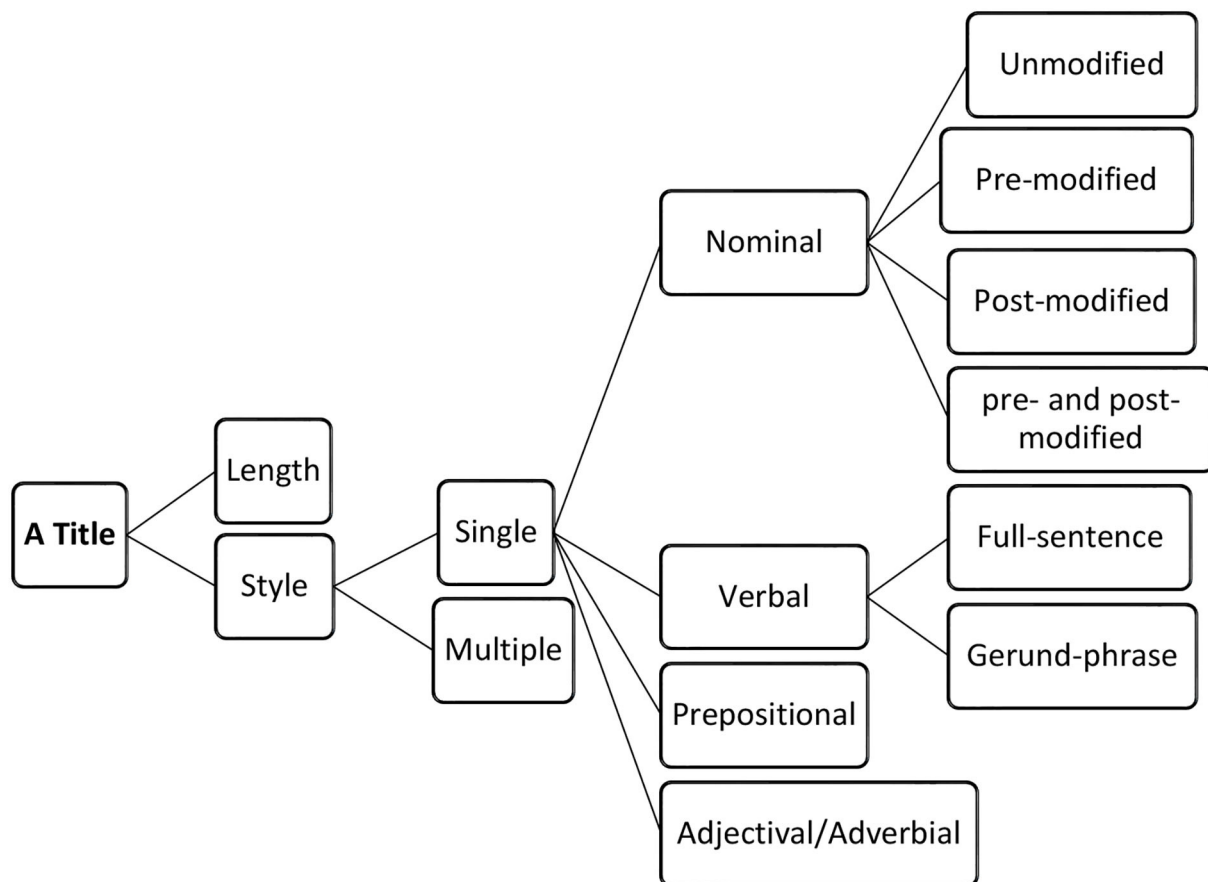 A Title
Length
Style
Single
Multiple
Nominal
Verbal
Prepositional
Adjectival/Adverbial
Unmodified
Pre-modified
Post-modified
pre- and post-
modified
Full-sentence
Gerund-phrase